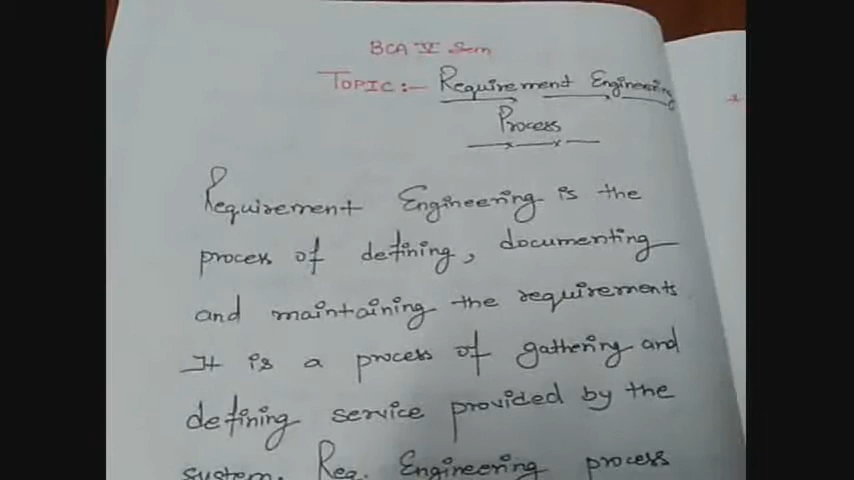 BCA V Sem
TOPIC:- Requirement Engineering
Process
Requirement Engineering is the
process of defining, documenting
and maintaining the requirements
It is a process of gathering and
defining service provided by the
system. Req. Engineering process